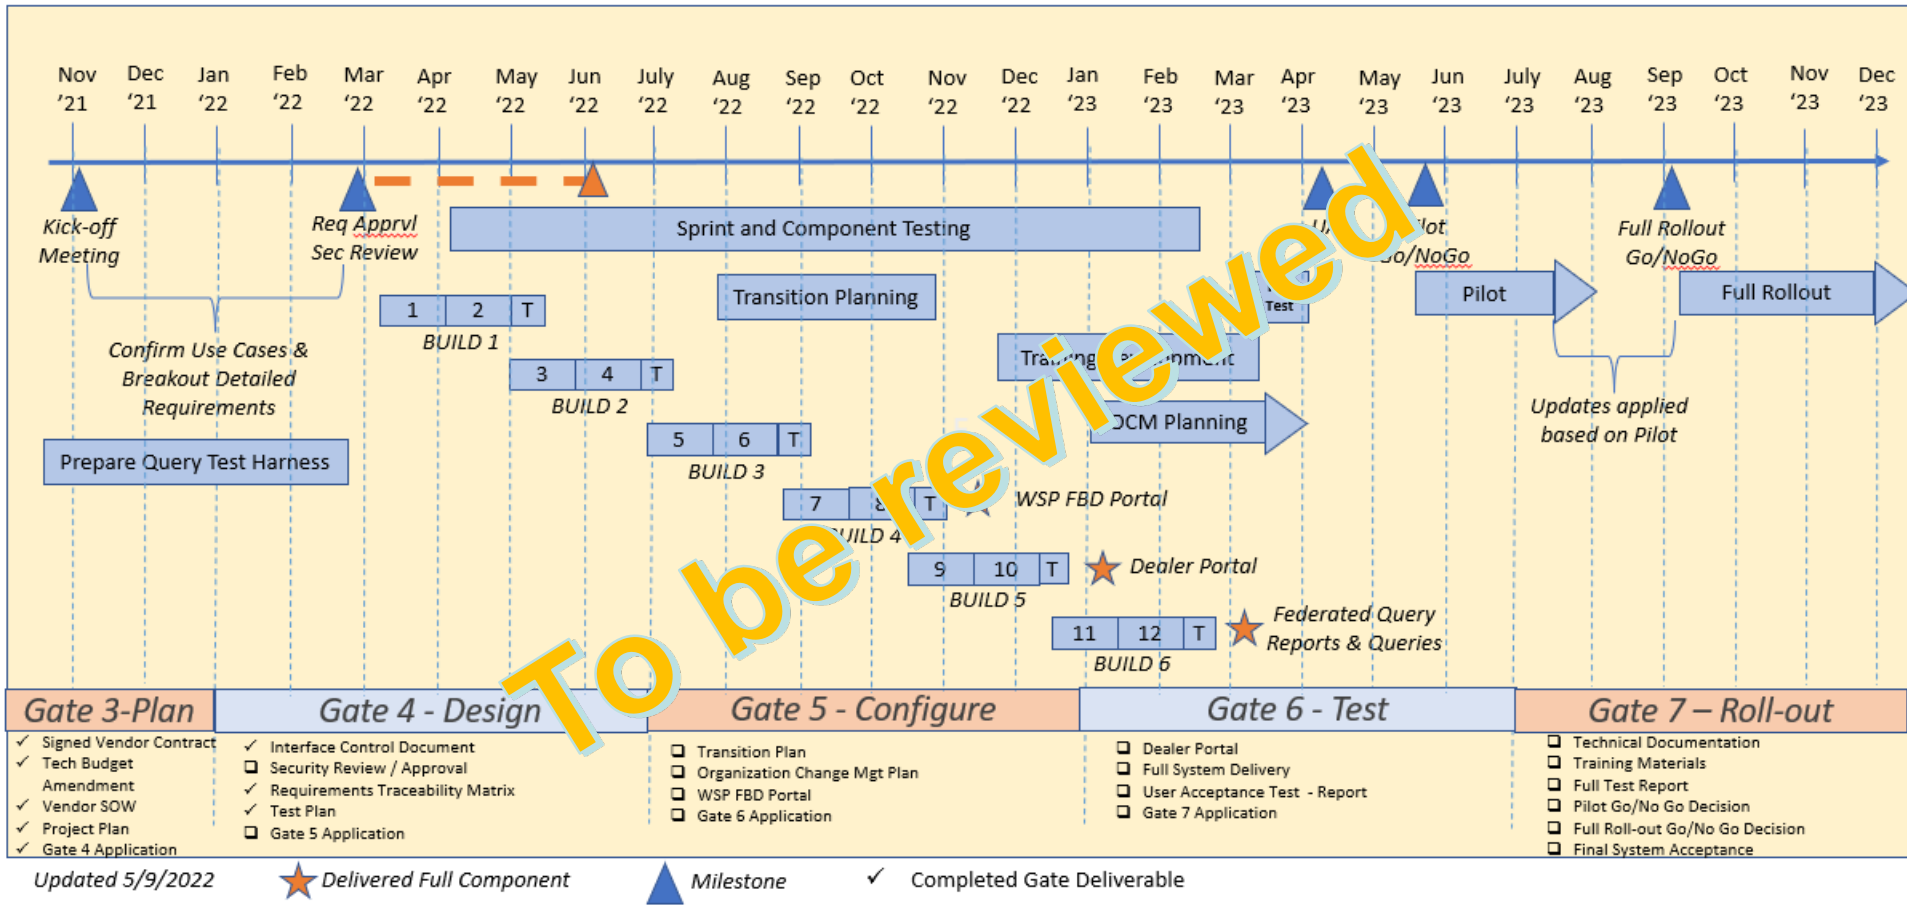 Nov Dec Jan Feb Mar Apr May Jun July Aug Sep Oct Nov Dec Jan Feb Mar Apr May Jun July Aug Sep Oct Nov Dec
‘21 ‘21 ‘22 ‘22 ‘22 ‘22 ‘22 ‘22 ‘22 ‘22 ‘22 ‘22 ‘22 ‘22 ‘23 ‘23 ‘23 ‘23 ‘23 ‘23 ‘23 ‘23 ‘23 ‘23 ‘23 ‘23
Kick-off
Meeting
Req Apprvl
Sec Review
Sprint and Component Testing
Go/NoGo
Full Rollout
Go/NoGo
Transition Planning
Test
Pilot
Full Rollout
1 2 T
BUILD 1
Confirm Use Cases &
Breakout Detailed
Requirements
3 4 T
BUILD 2
Updates applied
based on Pilot
OCM Planning
5 6 T
BUILD 3
Prepare Query Test Harness
7 8 T
BUILD 4
WSP FBD Portal
9 10 T
BUILD 5
Dealer Portal
11 12 T
BUILD 6
Federated Query
Reports & Queries
To be reviewed
Gate 3-Plan
✓ Signed Vendor Contract
✓ Tech Budget
Amendment
✓ Vendor SOW
✓ Project Plan
✓ Gate 4 Application
Gate 4 - Design
✓ Interface Control Document
❑ Security Review / Approval
✓ Requirements Traceability Matrix
✓ Test Plan
❑ Gate 5 Application
Gate 5 - Configure
❑ Transition Plan
❑ Organization Change Mgt Plan
❑ WSP FBD Portal
❑ Gate 6 Application
Gate 6 - Test
❑ Dealer Portal
❑ Full System Delivery
❑ User Acceptance Test - Report
❑ Gate 7 Application
Gate 7 – Roll-out
❑ Technical Documentation
❑ Training Materials
❑ Full Test Report
❑ Pilot Go/No Go Decision
❑ Full Roll-out Go/No Go Decision
❑ Final System Acceptance
Updated 5/9/2022
Delivered Full Component
Milestone
✓ Completed Gate Deliverable